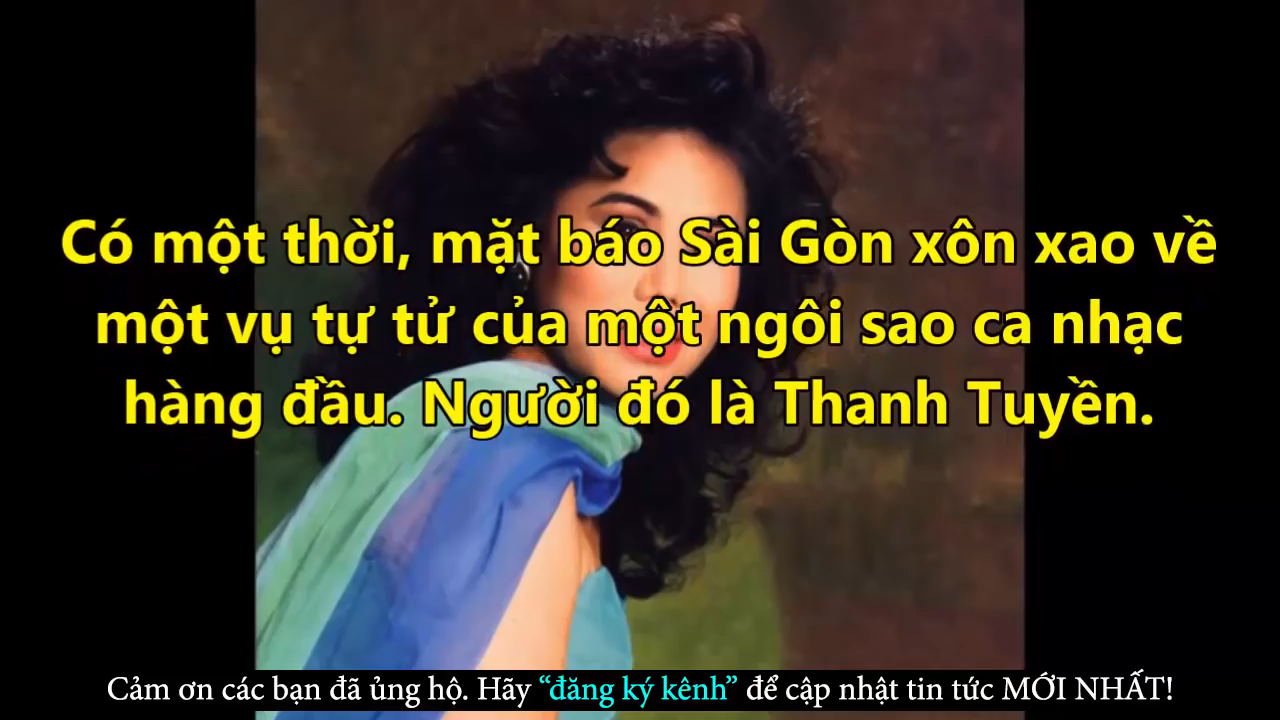 Có một thời, mặt báo Sài Gòn xôn xao về
một vụ tự tử của một ngôi sao ca nhạc
hàng đầu. Người đó là Thanh Tuyền.
Cảm ơn các bạn đã ủng hộ. Hãy “đăng ký kênh” để cập nhật tin tức MỚI NHẤT!